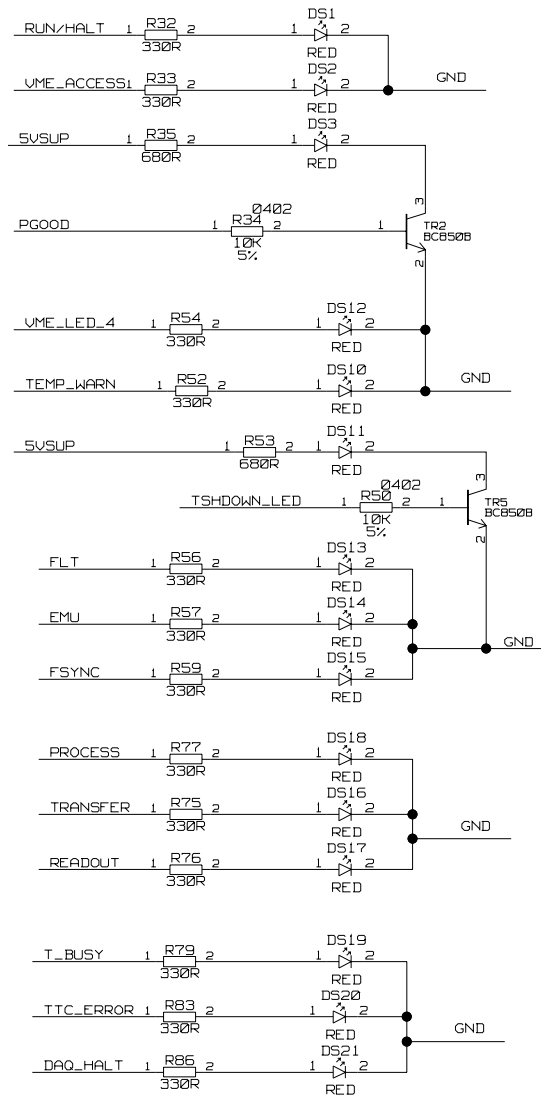 DS1
RUN/HALT 1 R32 2 1 2
330R RED
DS2
VME_ACCESS1 R33 2 1 2 GND
330R RED
DS3
5VSUP 1 R35 2 1 2
680R RED
3
0402
PGOOD 1 R34 2 1 TR2
10K BC850B
5%
2
DS12
VME_LED_4 1 R54 2 1 2
330R RED
DS10
TEMP_WARN 1 R52 2 1 2 GND
330R RED
DS11
5VSUP 1 R53 2 1 2
680R RED
3
0402
TSHDOWN_LED 1 R50 2 1 TR5
10K BC850B
5%
2
DS13
FLT 1 R56 2 1 2
330R RED
DS14
EMU 1 R57 2 1 2
330R RED
GND
DS15
FSYNC 1 R59 2 1 2
330R RED
DS18
PROCESS 1 R77 2 1 2
330R RED
DS16
TRANSFER 1 R75 2 1 2
330R RED
GND
DS17
READOUT 1 R76 2 1 2
330R RED
DS19
T_BUSY 1 R79 2 1 2
330R RED
DS20
TTC_ERROR 1 R83 2 1 2
330R RED
GND
DS21
DAQ_HALT 1 R86 2 1 2
330R RED